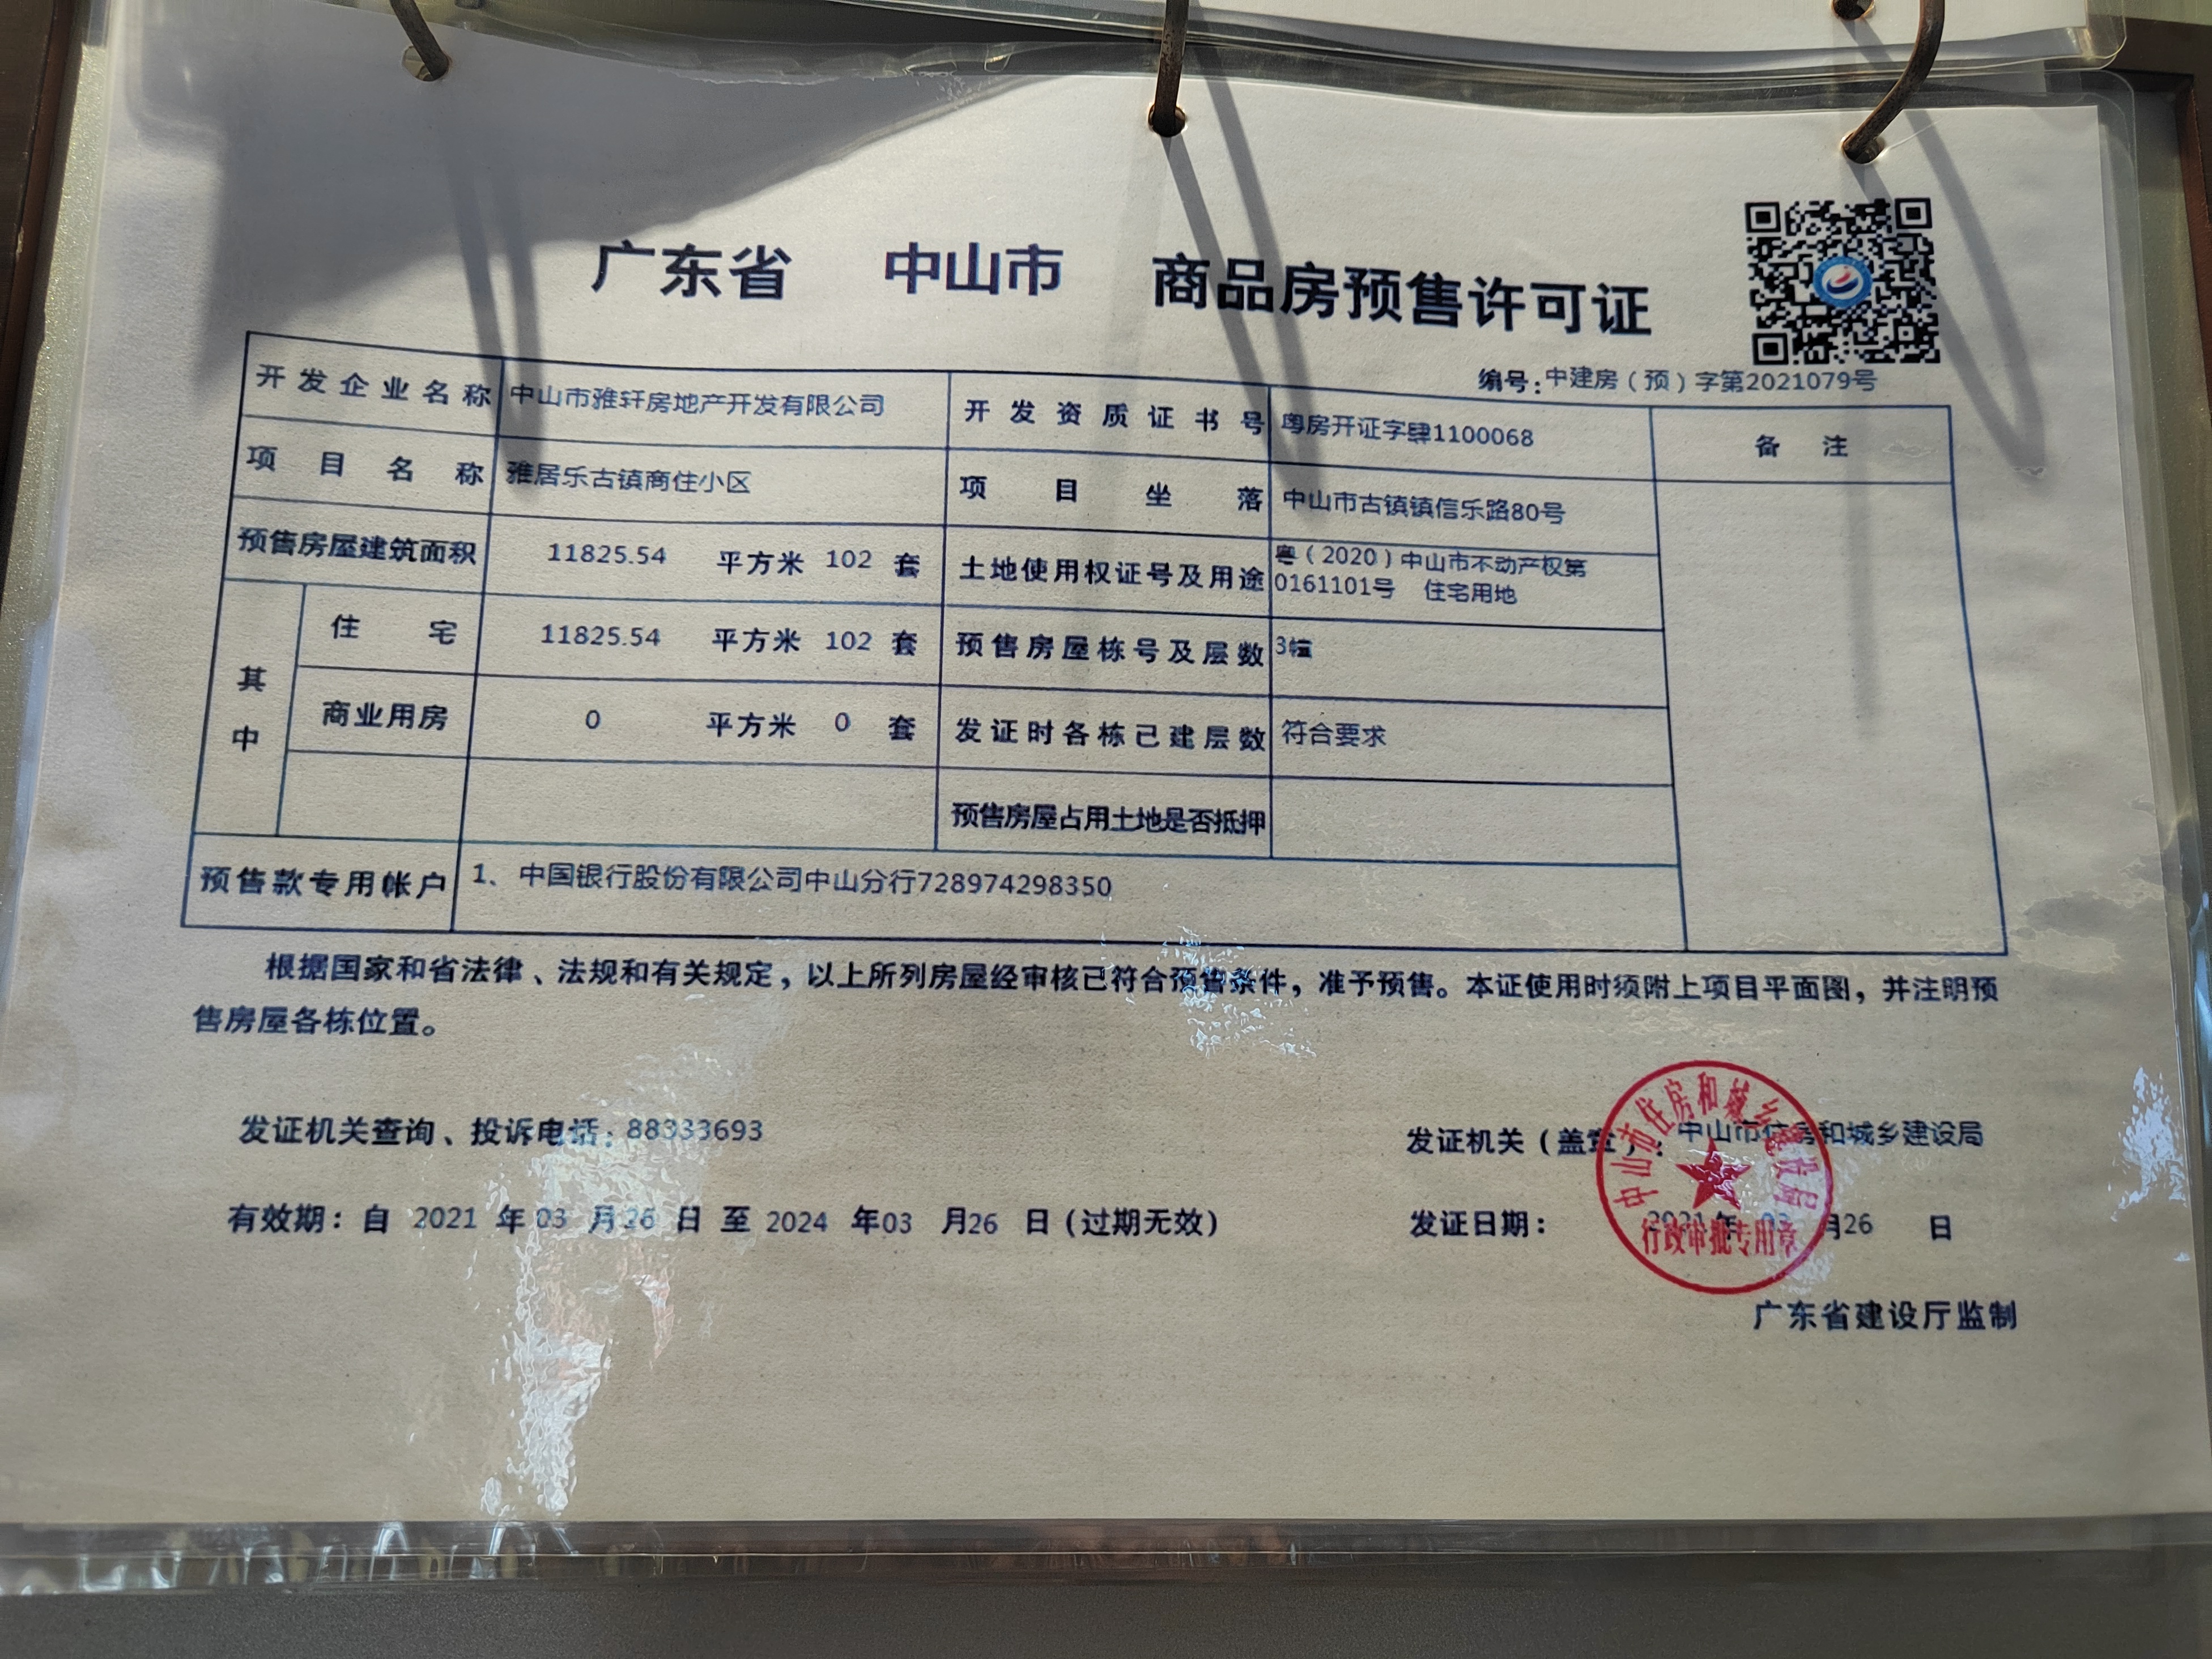 广东省 中山市 商品房预售许可证
编号:中建房（预）字第2021079号
开发企业名称 中山市雅轩房地产开发有限公司 开发资质证书号 粤房开证字肆1100068 备注
项目名称 雅居乐古镇商住小区 项目坐落 中山市古镇镇信乐路80号
预售房屋建筑面积 11825.54 平方米 102 套 土地使用权证号及用途 粤（2020）中山市不动产权第
0161101号 住宅用地
其中
住宅 11825.54 平方米 102 套 预售房屋栋号及层数 3幢
商业用房 0 平方米 0 套 发证时各栋已建层数 符合要求
预售房屋占用土地是否抵押
预售款专用帐户 1、中国银行股份有限公司中山分行728974298350
根据国家和省法律、法规和有关规定，以上所列房屋经审核已符合预售条件，准予预售。本证使用时须附上项目平面图，并注明预
售房屋各栋位置。
发证机关查询、投诉电话：88333693 发证机关（盖章）：中山市住房和城乡建设局
有效期：自 2021 年03 月26 日 至 2024 年03 月26 日（过期无效） 发证日期： 2021 年 03 月26 日
中山市住房和城乡建设局
行政审批专用章
广东省建设厅监制